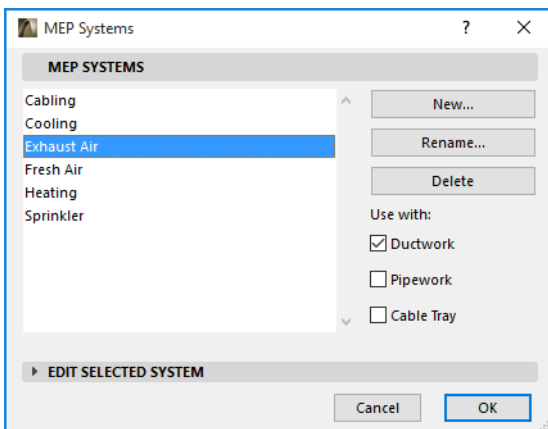 MEP Systems
?
MEP SYSTEMS
Cabling
Cooling
Exhaust Air
Fresh Air
Heating
Sprinkler
New...
Rename...
Delete
Use with:
Ductwork
Pipework
Cable Tray
EDIT SELECTED SYSTEM
Cancel
OK